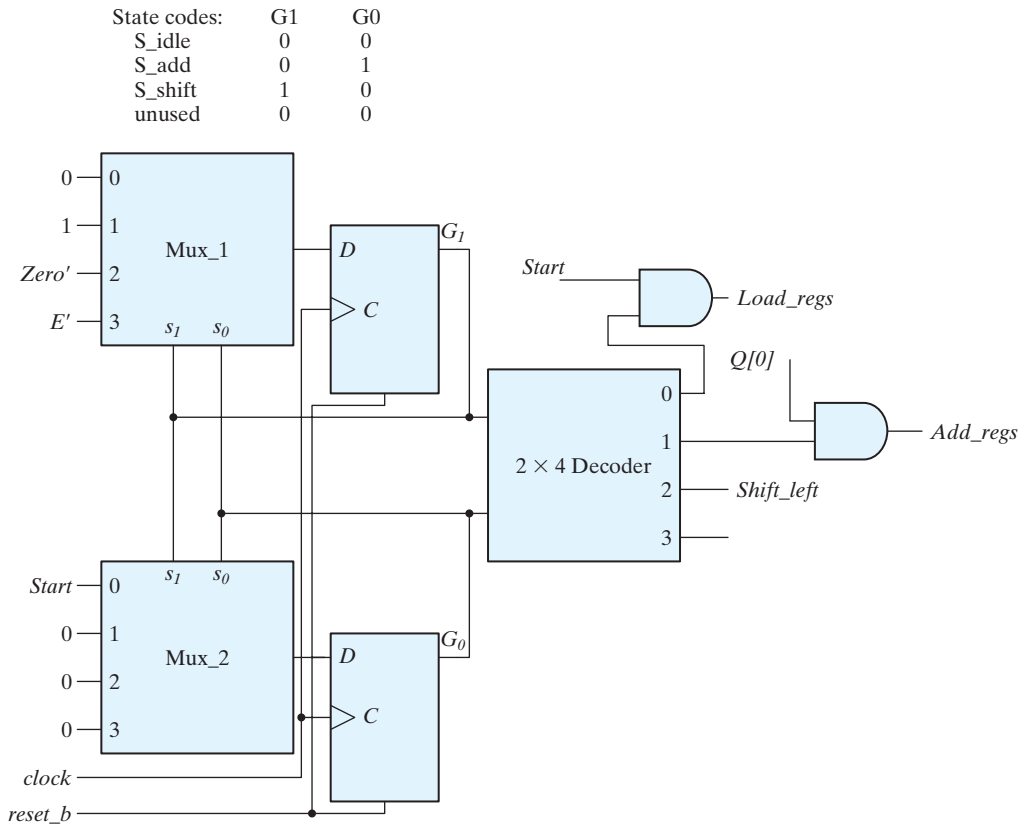 State codes: G1 G0
S_idle 0 0
S_add 0 1
S_shift 1 0
unused 0 0
0 0
1 1
Zero' 2
E' 3
Mux_1
s1 s0
D
C
G1
Start
Load_regs
Q[0]
Add_regs
0
1
2 × 4 Decoder
2
Shift_left
3
s1 s0
Start 0
0 1
0 2
0 3
Mux_2
D
C
G0
clock
reset_b